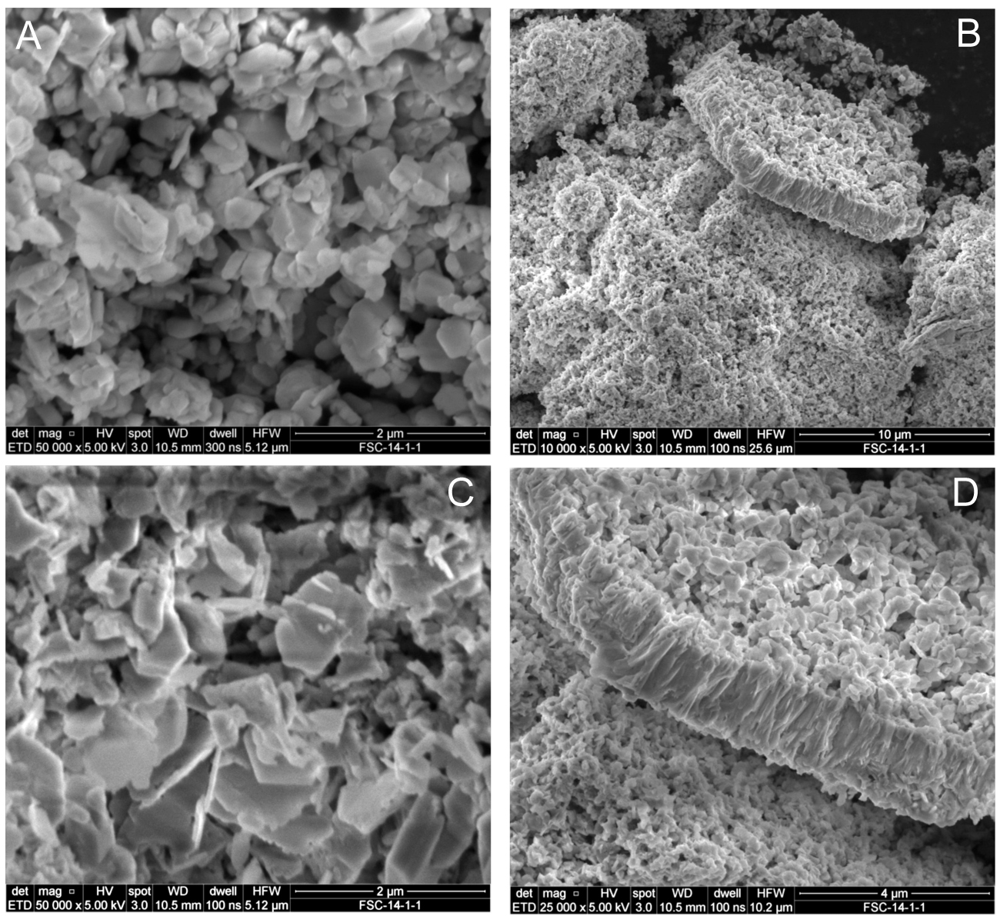 A
det mag □ HV spot WD dwell HFW 2 µm
ETD 50 000 x 5.00 kV 3.0 10.5 mm 300 ns 5.12 µm FSC-14-1-1
B
det mag □ HV spot WD dwell HFW 10 µm
ETD 10 000 x 5.00 kV 3.0 10.5 mm 100 ns 25.6 µm FSC-14-1-1
C
det mag □ HV spot WD dwell HFW 2 µm
ETD 50 000 x 5.00 kV 3.0 10.5 mm 100 ns 5.12 µm FSC-14-1-1
D
det mag □ HV spot WD dwell HFW 4 µm
ETD 25 000 x 5.00 kV 3.0 10.5 mm 100 ns 10.2 µm FSC-14-1-1